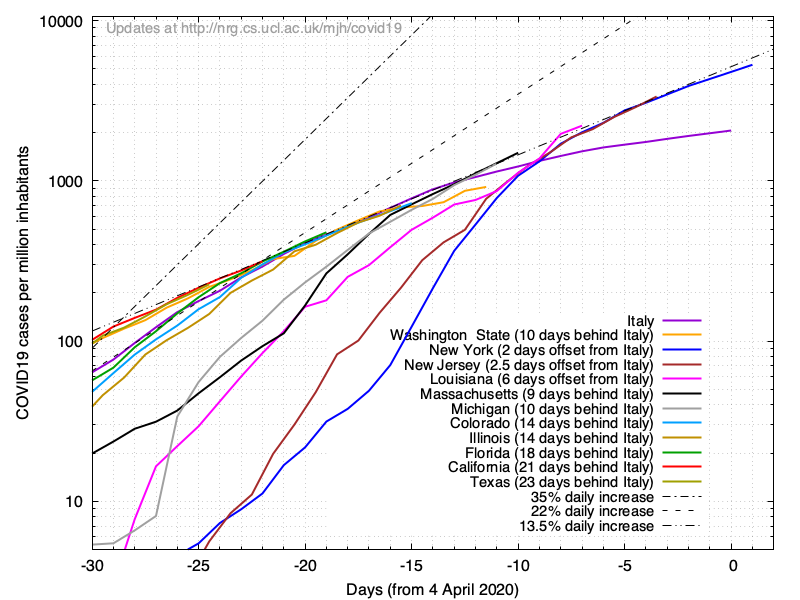 Updates at http://nrg.cs.ucl.ac.uk/mjh/covid19
10000
1000
100
10
COVID19 cases per million inhabitants
Italy
Washington  State (10 days behind Italy)
New York (2 days offset from Italy)
New Jersey (2.5 days offset from Italy)
Louisiana (6 days offset from Italy)
Massachusetts (9 days behind Italy)
Michigan (10 days behind Italy)
Colorado (14 days behind Italy)
Illinois (14 days behind Italy)
Florida (18 days behind Italy)
California (21 days behind Italy)
Texas (23 days behind Italy)
35% daily increase
22% daily increase
13.5% daily increase
-30 -25 -20 -15 -10 -5 0
Days (from 4 April 2020)